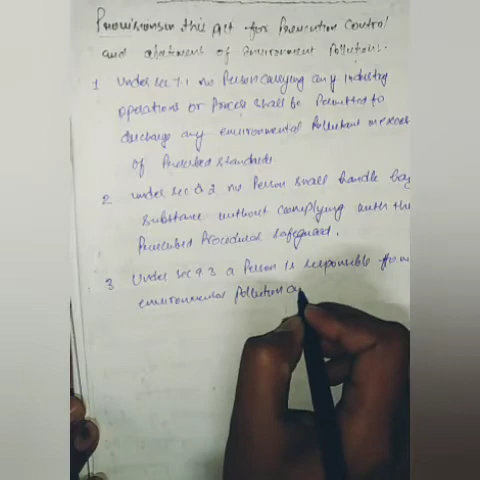 Provisions in this Act for Prevention Control
and abatement of Environment Pollution:-
1 Under sec 7.1 no Person carrying any industry
operations or Process shall be Permitted to
discharge any environmental Pollutant in excess
of Prescribed standards
2 under sec 8.2 no Person shall handle haz
substance without complying with the
Prescribed Procedural safeguard.
3 Under sec 9.3 a Person is responsible for
environmental Pollution